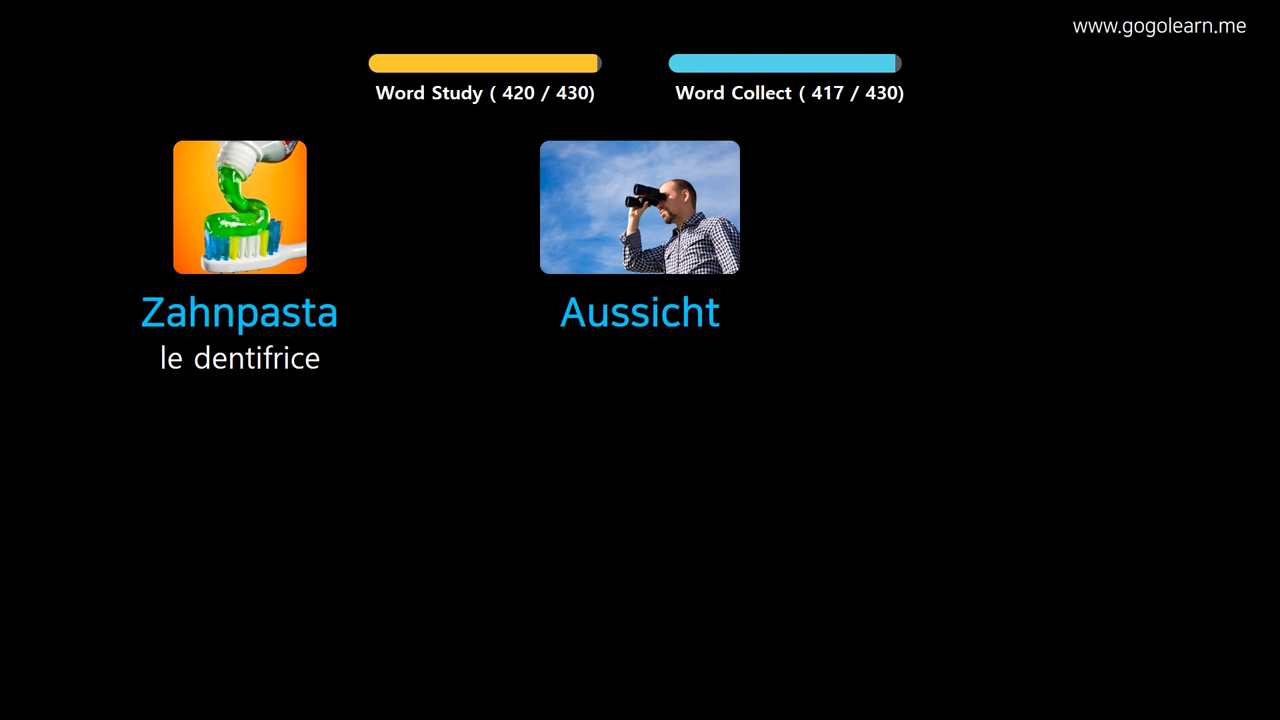 www.gogolearn.me
Word Study ( 420 / 430)
Word Collect ( 417 / 430)
Zahnpasta
le dentifrice
Aussicht